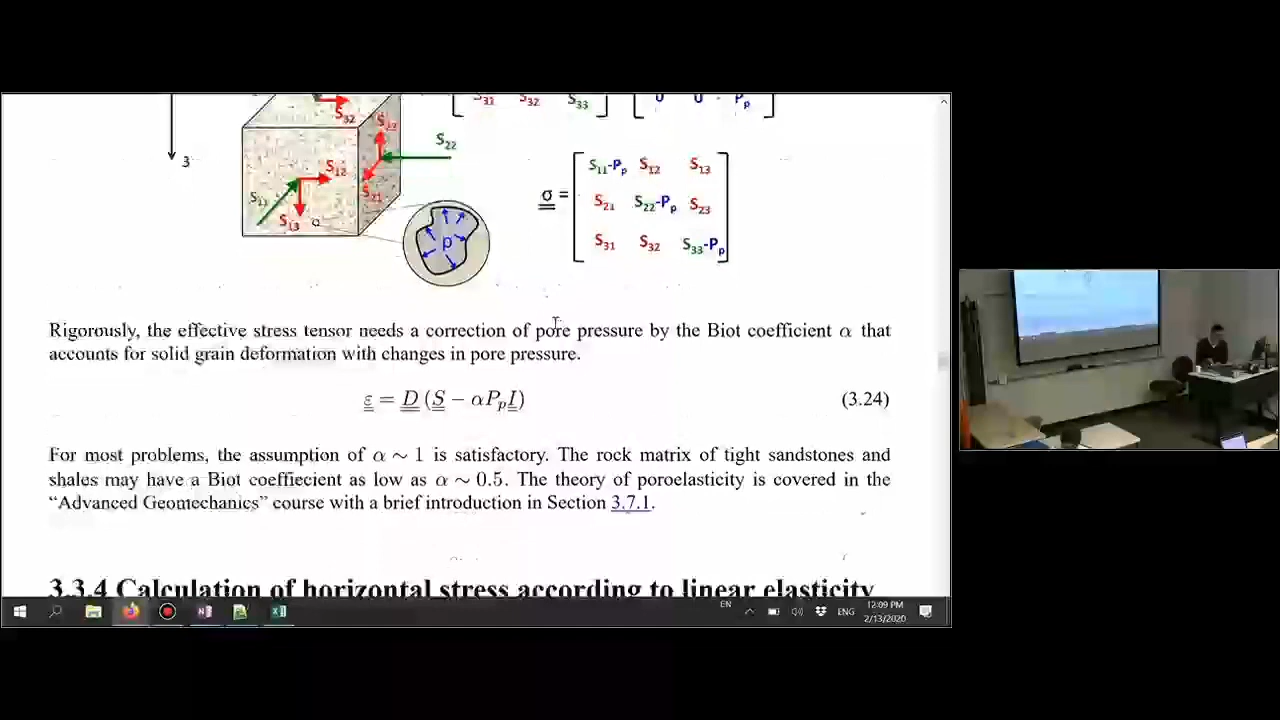 S31 S32 S33 0 0 Pp
S32
S12
S22
3
S12
S11
S21
S13
p
σ =
S11-Pp S12 S13
S21 S22-Pp S23
S31 S32 S33-Pp
Rigorously, the effective stress tensor needs a correction of pore pressure by the Biot coefficient α that
accounts for solid grain deformation with changes in pore pressure.
ε = D (S − αPpI) (3.24)
For most problems, the assumption of α ∼ 1 is satisfactory. The rock matrix of tight sandstones and
shales may have a Biot coeffiecient as low as α ∼ 0.5. The theory of poroelasticity is covered in the
“Advanced Geomechanics” course with a brief introduction in Section 3.7.1.
3.3.4 Calculation of horizontal stress according to linear elasticity
EN
ENG
12:09 PM
2/13/2020